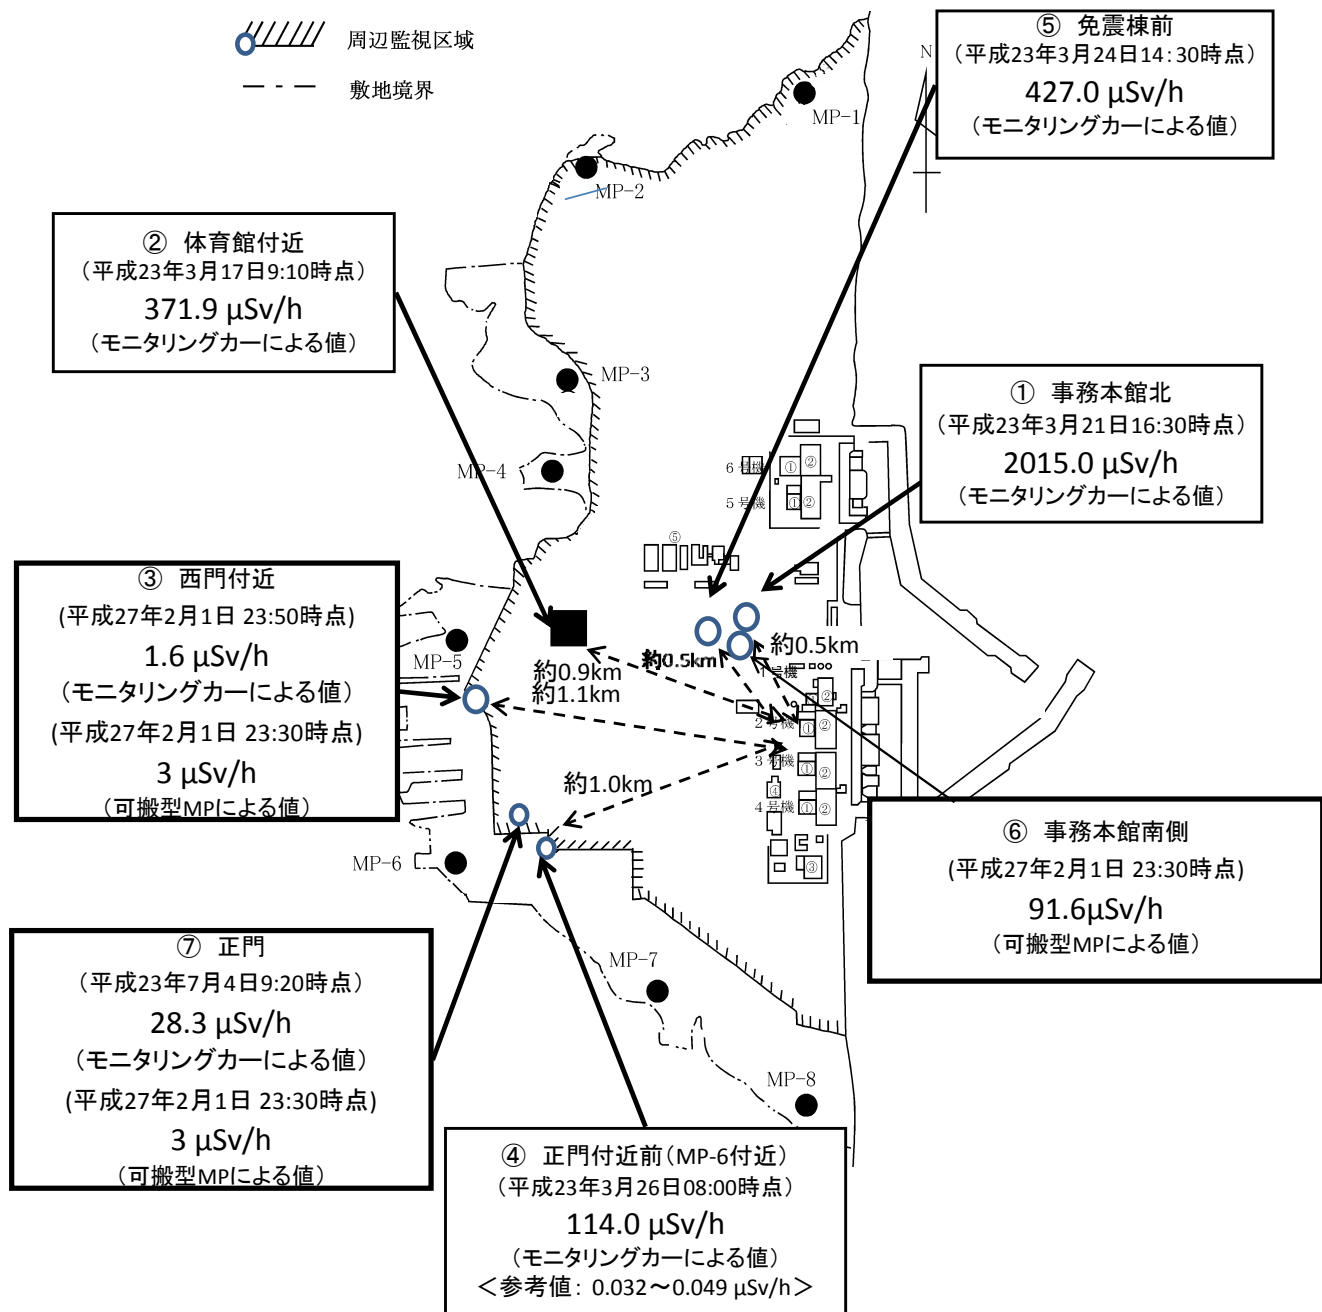 周辺監視区域
敷地境界
⑤ 免震棟前
(平成23年3月24日14:30時点)
427.0 μSv/h
(モニタリングカーによる値)
N
MP-1
MP-2
② 体育館付近
(平成23年3月17日9:10時点)
371.9 μSv/h
(モニタリングカーによる値)
MP-3
① 事務本館北
(平成23年3月21日16:30時点)
2015.0 μSv/h
(モニタリングカーによる値)
MP-4
6号機
① ②
5号機
① ②
⑤
③ 西門付近
(平成27年2月1日 23:50時点)
1.6 μSv/h
(モニタリングカーによる値)
(平成27年2月1日 23:30時点)
3 μSv/h
(可搬型MPによる値)
MP-5
約0.9km
約1.1km
約0.5km
約0.5km
1号機
②
2号機
① ②
3号機
① ②
約1.0km
④
4号機
① ②
③
MP-6
⑥ 事務本館南側
(平成27年2月1日 23:30時点)
91.6μSv/h
(可搬型MPによる値)
⑦ 正門
(平成23年7月4日9:20時点)
28.3 μSv/h
(モニタリングカーによる値)
(平成27年2月1日 23:30時点)
3 μSv/h
(可搬型MPによる値)
MP-7
MP-8
④ 正門付近前(MP-6付近)
(平成23年3月26日08:00時点)
114.0 μSv/h
(モニタリングカーによる値)
<参考値: 0.032～0.049 μSv/h>